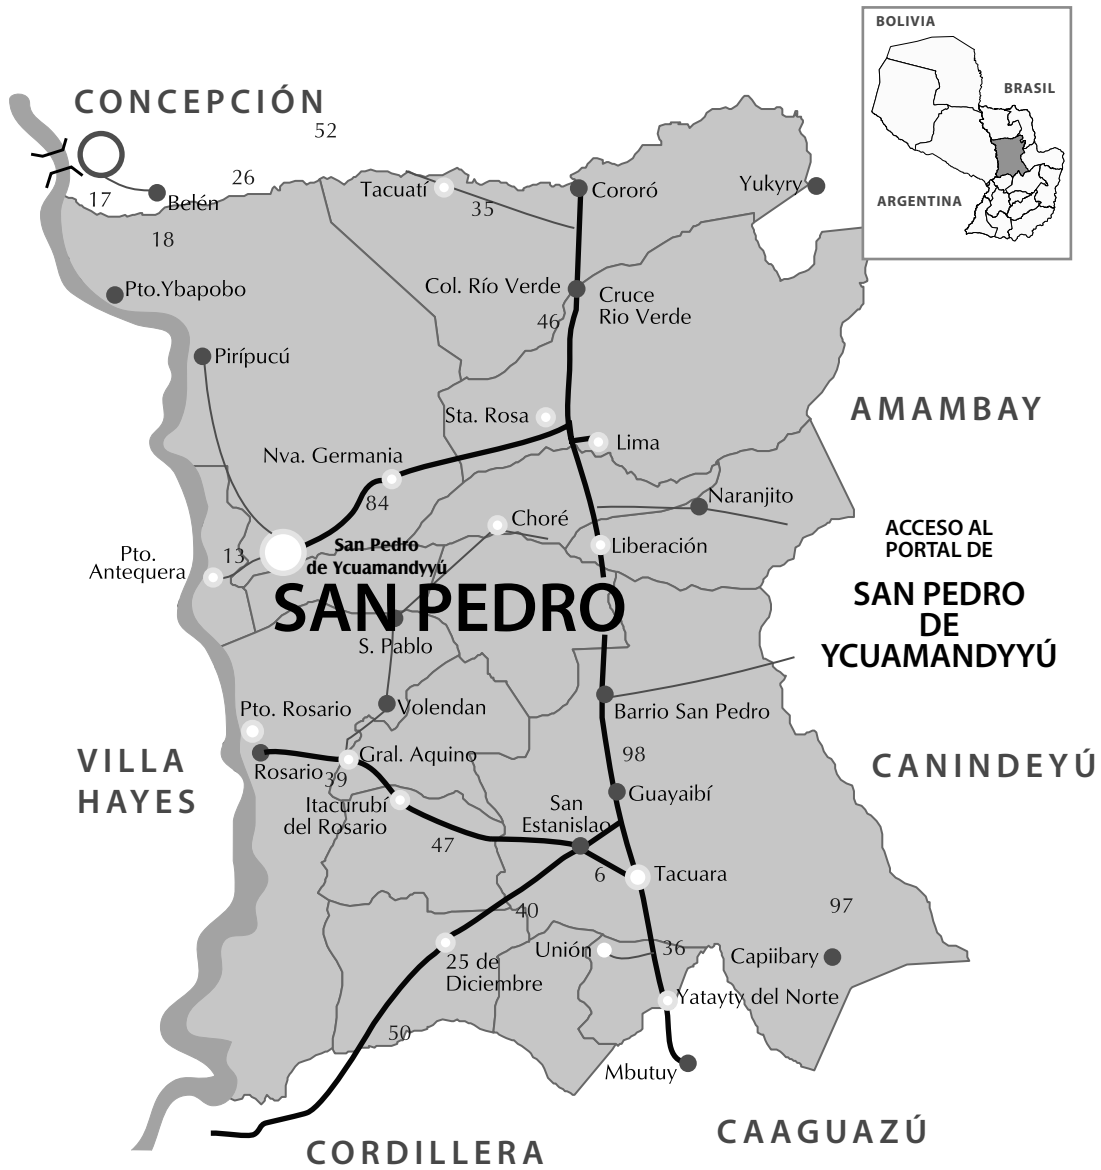 BOLIVIA
BRASIL
ARGENTINA
CONCEPCIÓN
52
26
17
Belén
18
Tacuatí
35
Cororó
Yukyry
Pto.Ybapobo
Col. Río Verde
Cruce
Rio Verde
46
Pirípucú
AMAMBAY
Sta. Rosa
Lima
Nva. Germania
84
Naranjito
Choré
ACCESO AL
PORTAL DE
SAN PEDRO
DE
YCUAMANDYYÚ
Pto.
Antequera
13
San Pedro
de Ycuamandyyú
Liberación
SAN PEDRO
S. Pablo
Pto. Rosario
Volendan
Barrio San Pedro
VILLA
HAYES
Rosario
39
Gral. Aquino
98
CANINDEYÚ
Itacurubí
del Rosario
San
Estanislao
Guayaibí
47
6
Tacuara
40
97
25 de
Diciembre
Unión
36
Capiibary
Yatayty del Norte
50
Mbutuy
CORDILLERA
CAAGUAZÚ